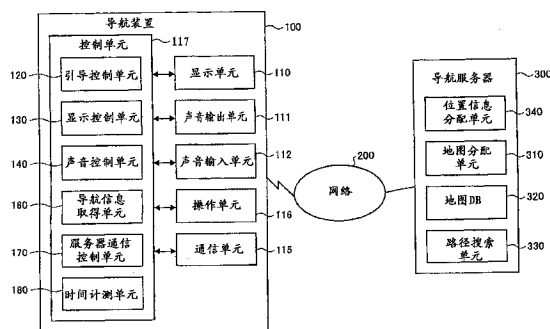 导航装置
100
控制单元
117
120
引导控制单元
显示单元
110
130
显示控制单元
声音输出单元
111
140
声音控制单元
声音输入单元
112
160
导航信息
取得单元
操作单元
116
170
服务器通信
控制单元
通信单元
115
180
时间计测单元
200
网络
导航服务器
300
位置信息
分配单元
340
地图分配
单元
310
地图DB
320
路径搜索
单元
330